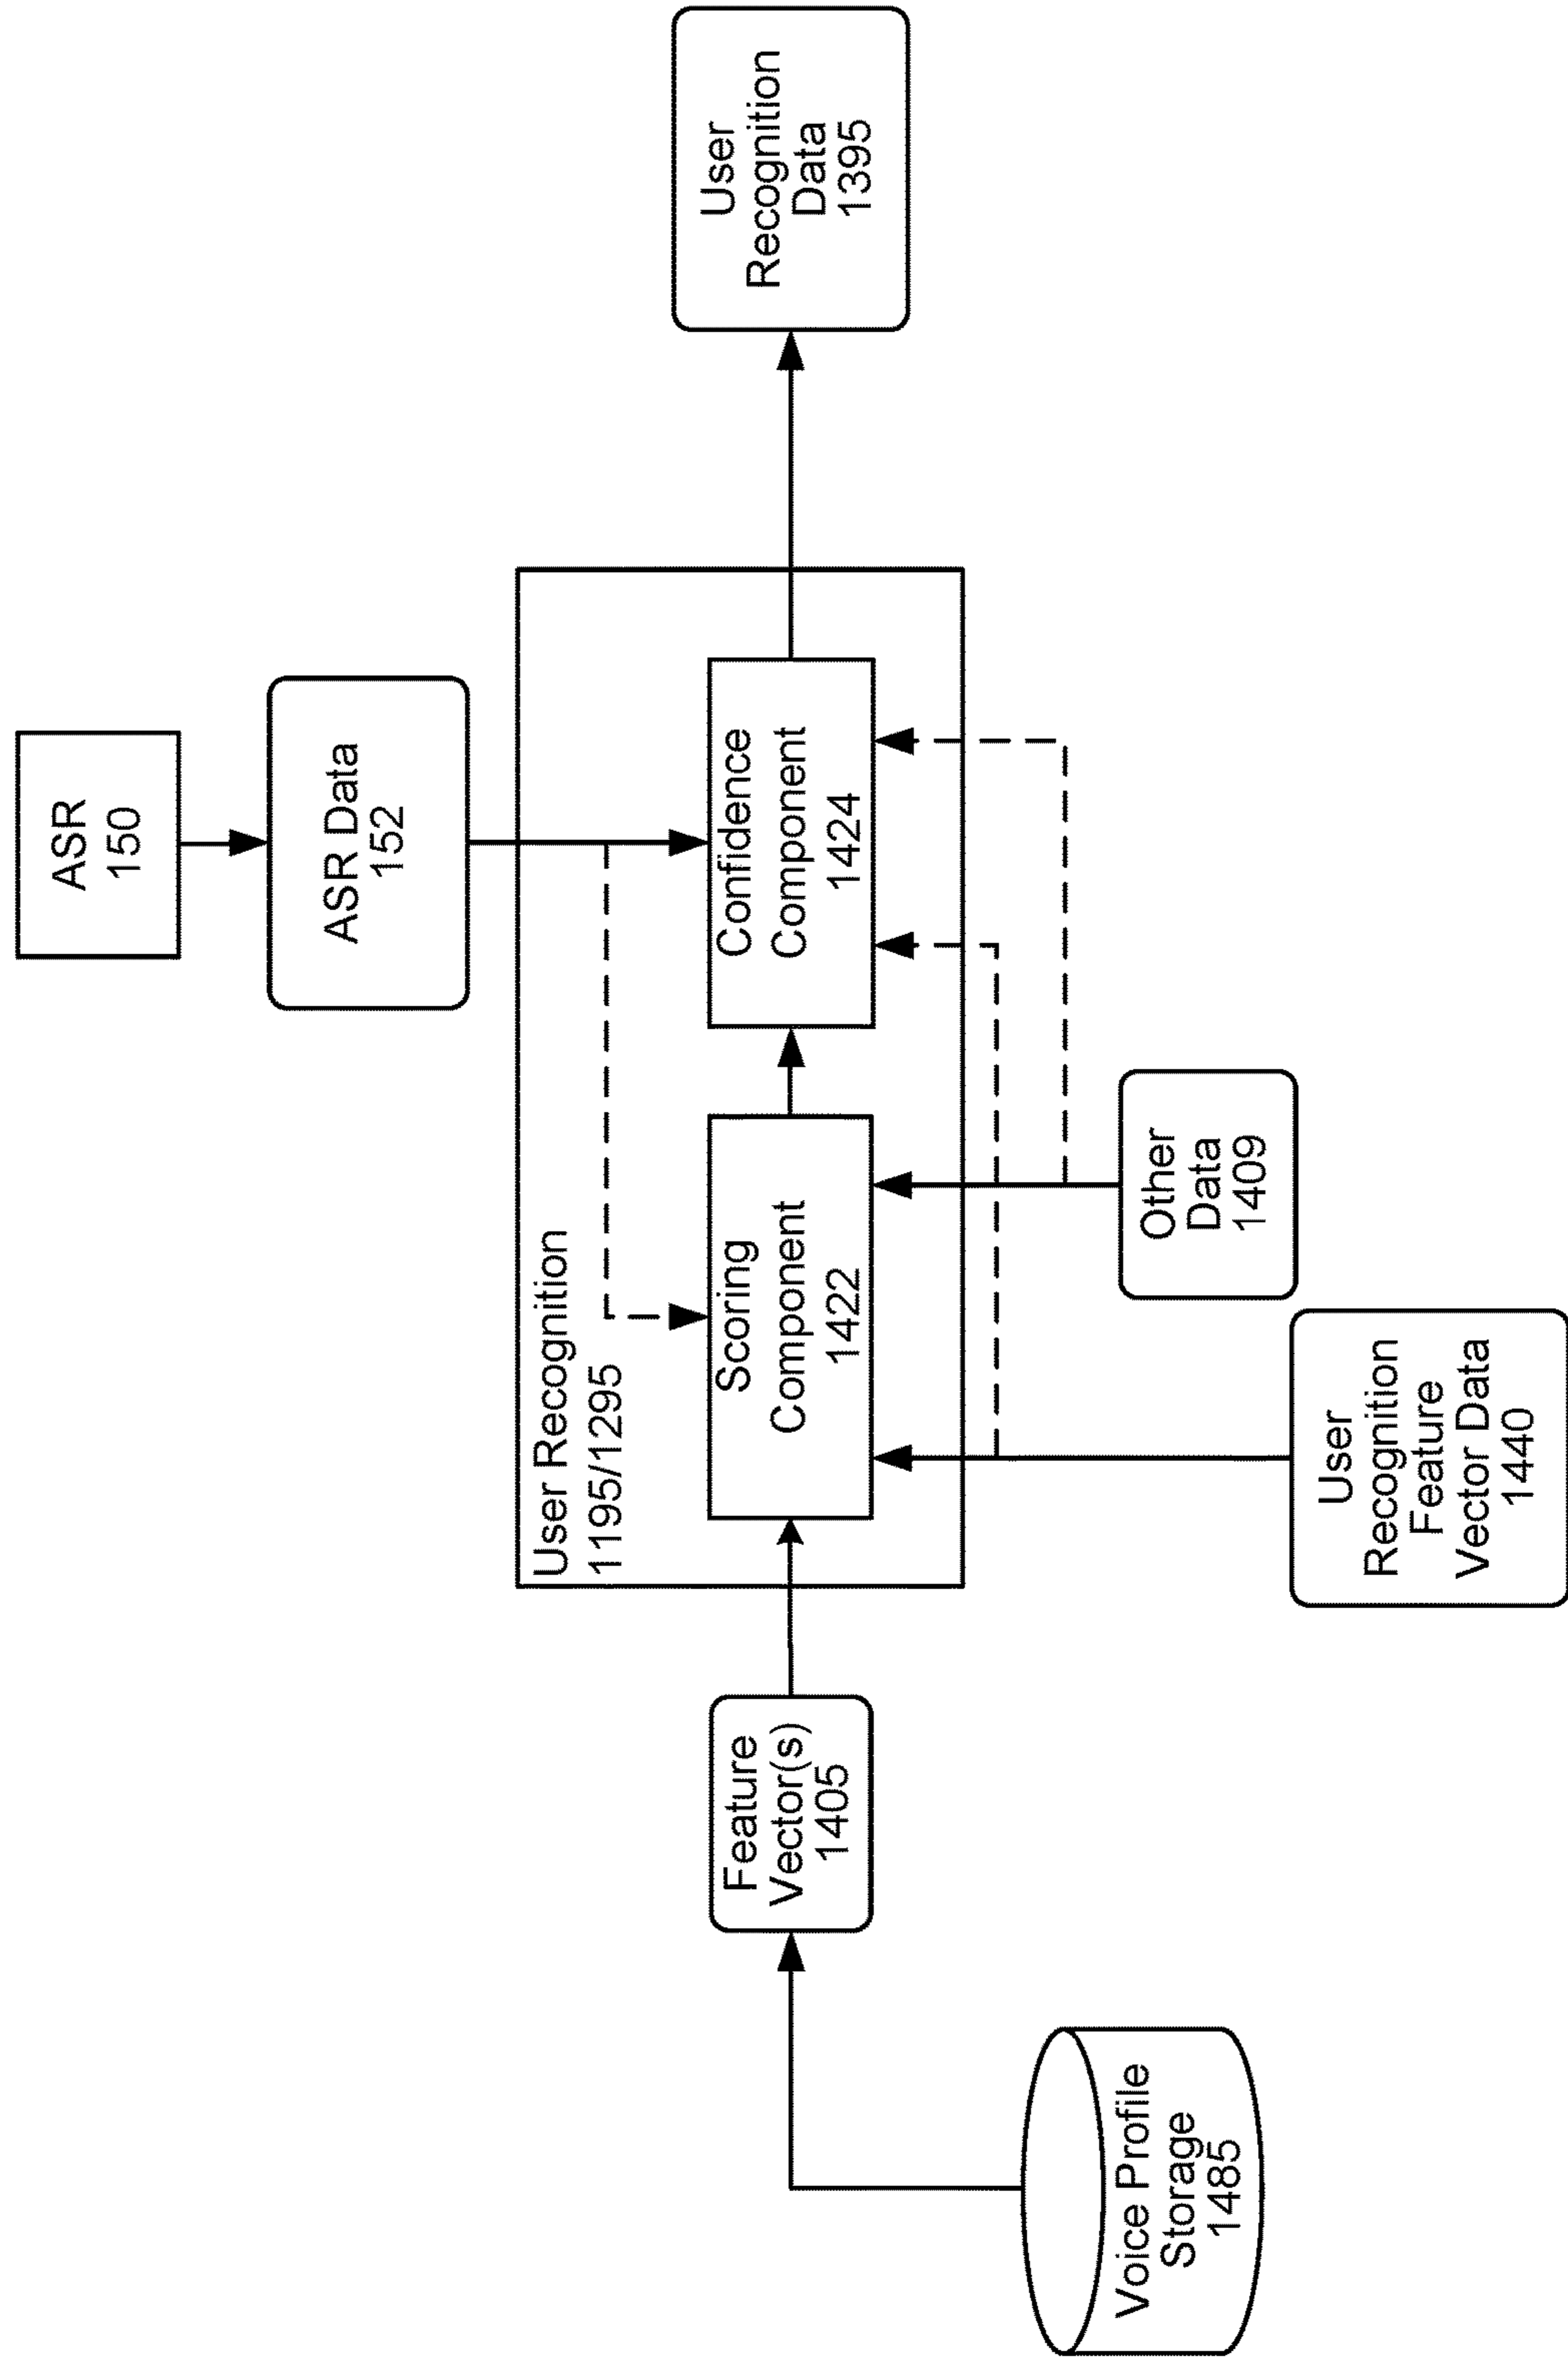 ASR
150
ASR Data
152
User Recognition
1195/1295
Scoring
Component
1422
Confidence
Component
1424
User
Recognition
Data
1395
Feature
Vector(s)
1405
Voice Profile
Storage
1485
Other
Data
1409
User
Recognition
Feature
Vector Data
1440